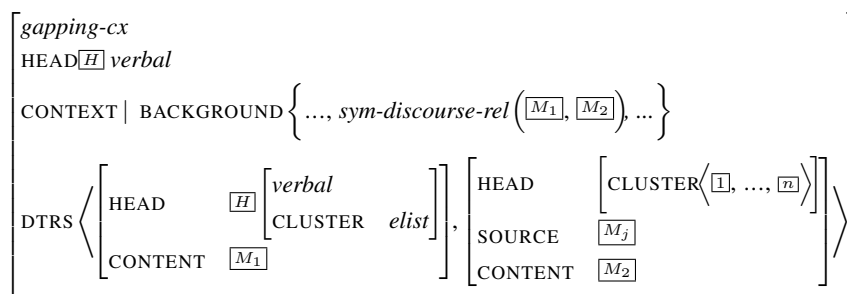 gapping-cx
HEAD H verbal
CONTEXT | BACKGROUND { ..., sym-discourse-rel ( M1, M2 ), ... }
DTRS ⟨ [ HEAD H [ verbal CLUSTER elist ] CONTENT M1 ], [ HEAD [ CLUSTER ⟨ 1, ..., n ⟩ ] SOURCE Mj CONTENT M2 ] ⟩